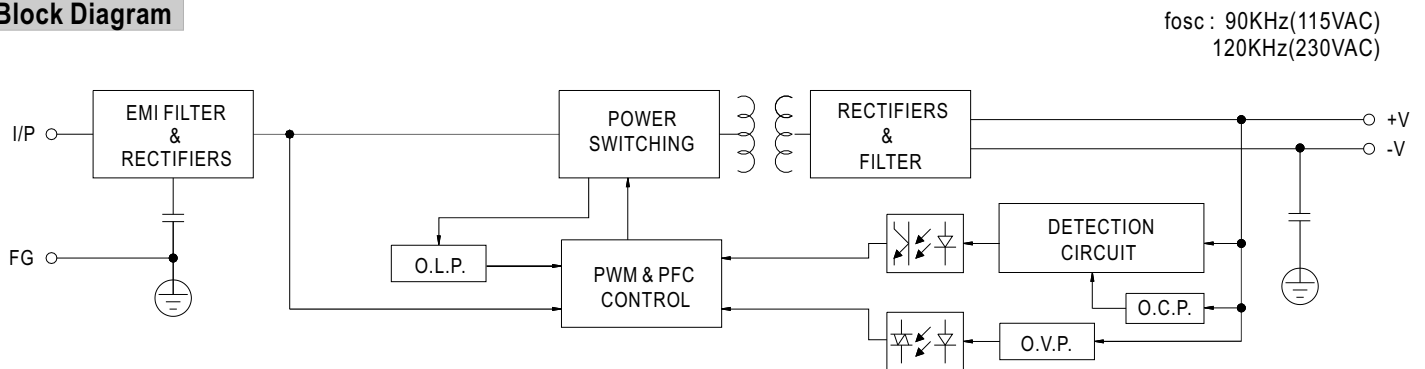 Block Diagram
fosc : 90KHz(115VAC)
120KHz(230VAC)
I/P
EMI FILTER
&
RECTIFIERS
POWER
SWITCHING
RECTIFIERS
&
FILTER
+V
-V
FG
O.L.P.
PWM & PFC
CONTROL
DETECTION
CIRCUIT
O.C.P.
O.V.P.